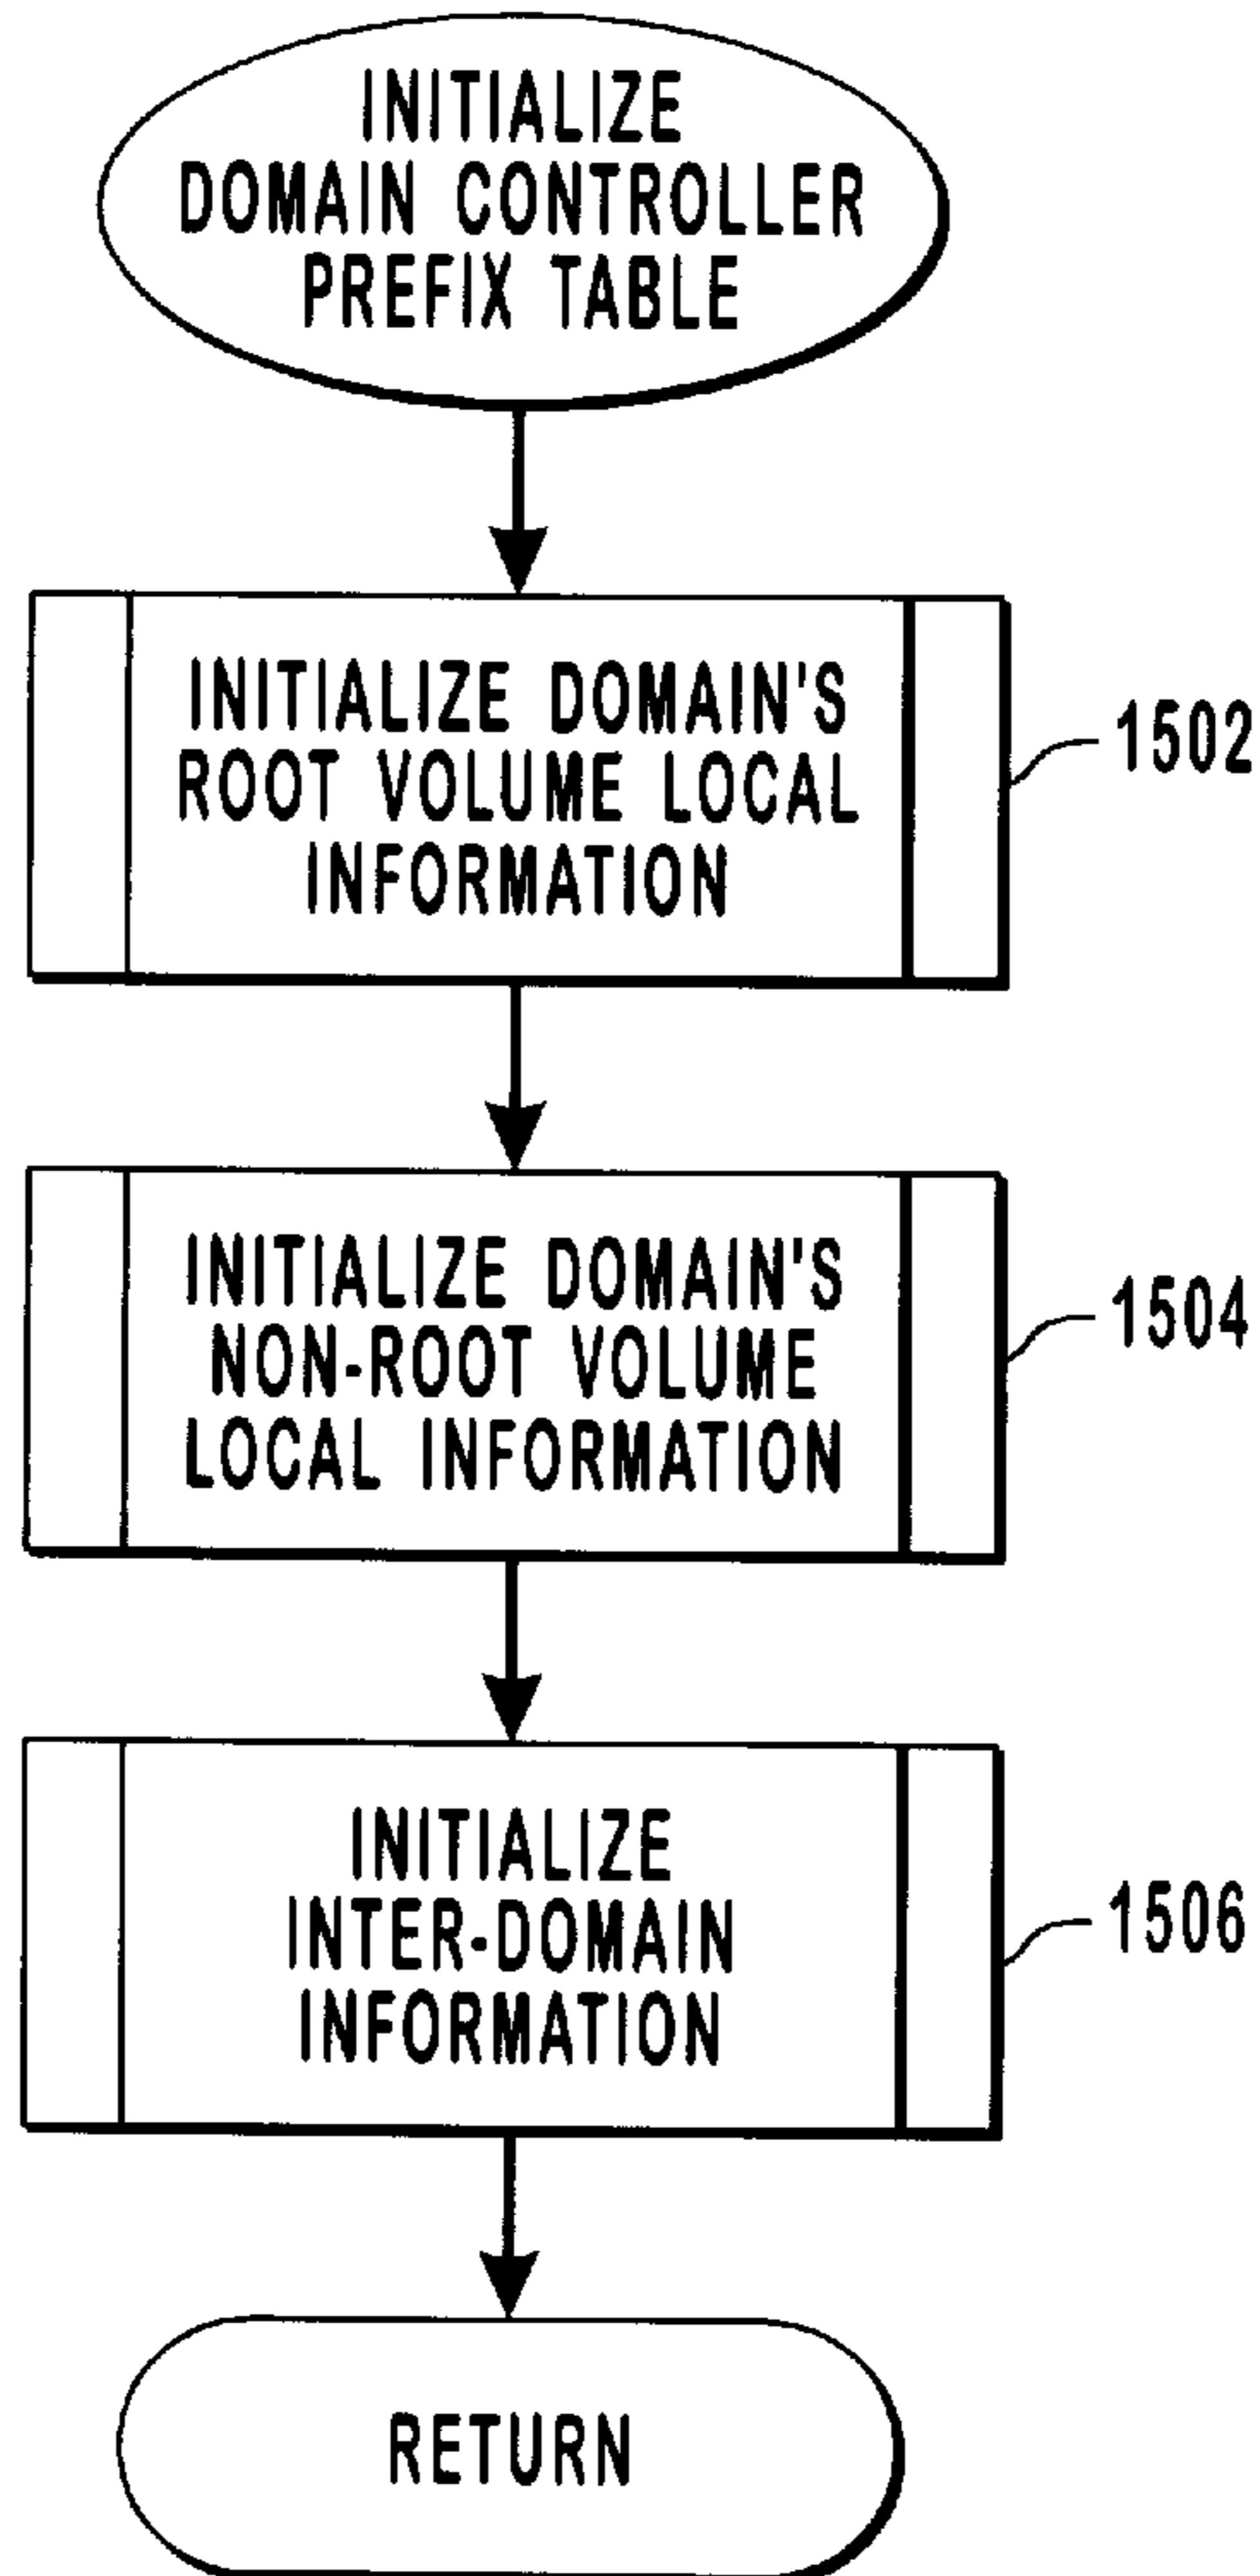 INITIALIZE
DOMAIN CONTROLLER
PREFIX TABLE
INITIALIZE DOMAIN'S
ROOT VOLUME LOCAL
INFORMATION
1502
INITIALIZE DOMAIN'S
NON-ROOT VOLUME
LOCAL INFORMATION
1504
INITIALIZE
INTER-DOMAIN
INFORMATION
1506
RETURN